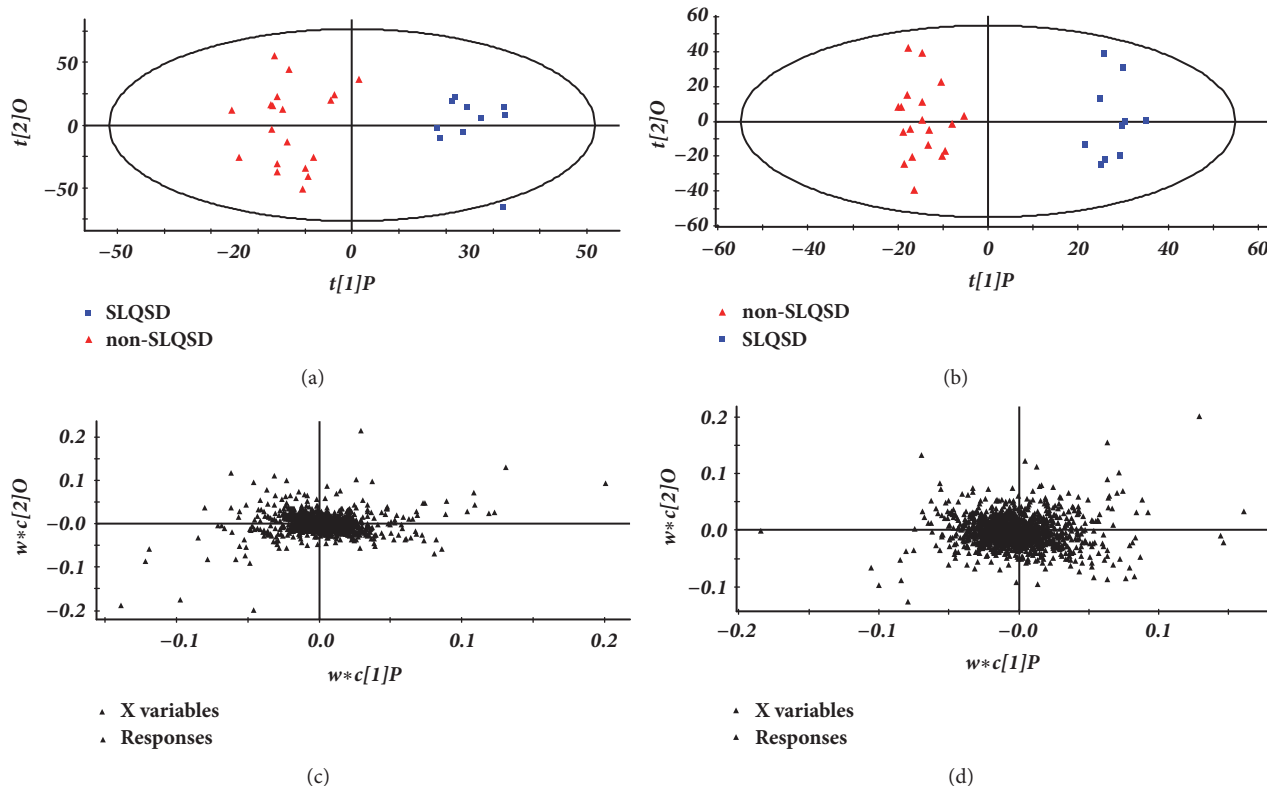 t[2]O
50
0
−50
−50
−20
0
30
50
t[1]P
SLQSD
non-SLQSD
(a)
t[2]O
60
40
20
0
−20
−40
−60
−60
−40
−20
0
20
40
60
t[1]P
non-SLQSD
SLQSD
(b)
w∗c[2]O
0.2
0.1
−0.0
−0.1
−0.2
−0.1
0.0
0.1
0.2
w∗c[1]P
X variables
Responses
(c)
w∗c[2]O
0.2
0.1
0.0
−0.1
−0.2
−0.1
−0.0
0.1
w∗c[1]P
X variables
Responses
(d)